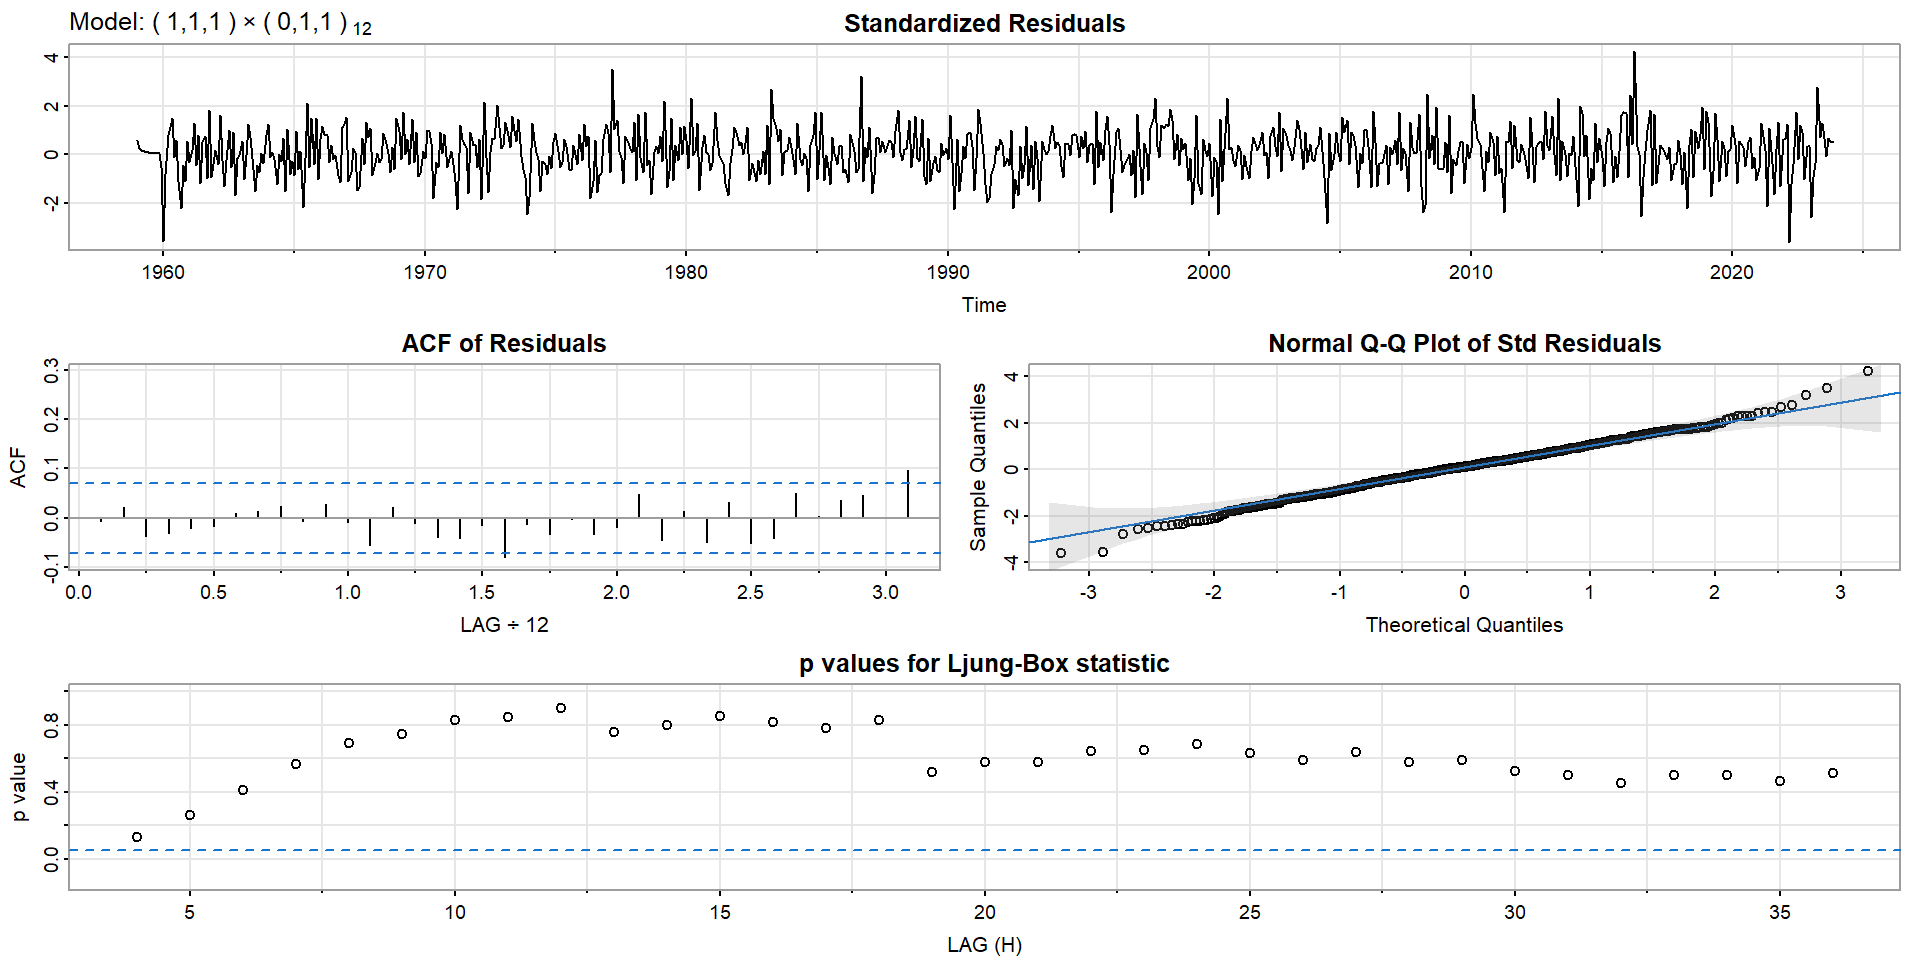 Model: ( 1,1,1 ) × ( 0,1,1 ) 12
Standardized Residuals
4
2
0
-2
1960 1970 1980 1990 2000 2010 2020
Time
ACF of Residuals
ACF
0.3
0.2
0.1
0.0
-0.1
0.0 0.5 1.0 1.5 2.0 2.5 3.0
LAG ÷ 12
Normal Q-Q Plot of Std Residuals
Sample Quantiles
4
2
0
-2
-4
-3 -2 -1 0 1 2 3
Theoretical Quantiles
p values for Ljung-Box statistic
p value
0.8
0.4
0.0
5 10 15 20 25 30 35
LAG (H)